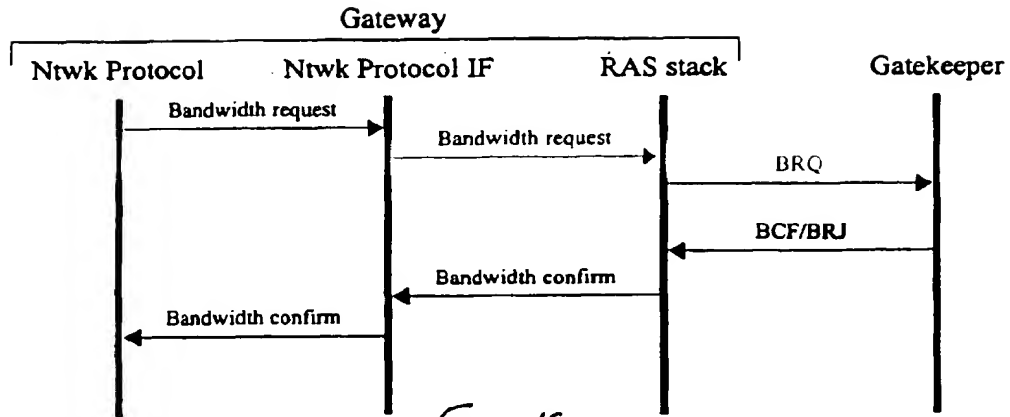 Gateway
Ntwk Protocol Ntwk Protocol IF RAS stack Gatekeeper
Bandwidth request
Bandwidth request
BRQ
BCF/BRJ
Bandwidth confirm
Bandwidth confirm